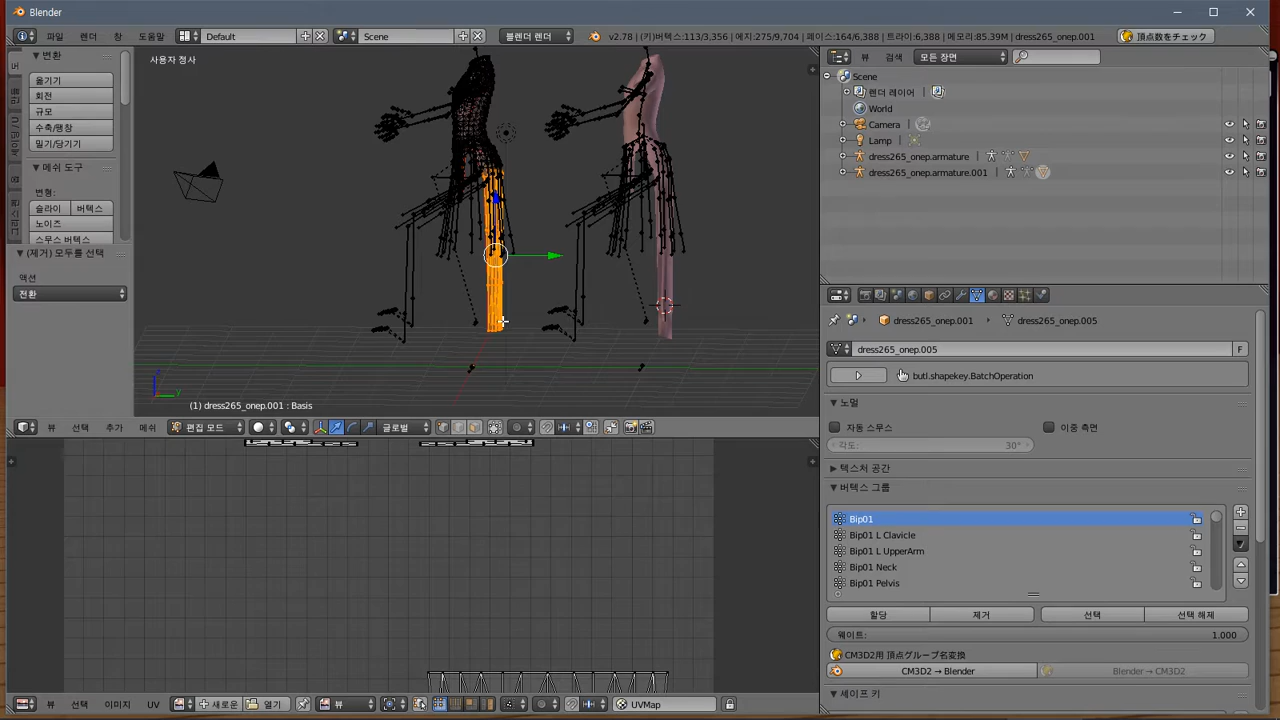 Blender
파일 렌더 창 도움말 Default Scene 블렌더 렌더 v2.78 | (키)버텍스:113/3,356 | 에지:275/9,704 | 페이스:164/6,388 | 트라이:6,388 | 메모리:85.39M | dress265_onep.001 頂点数をチェック
변환
옮기기
회전
규모
수축/팽창
밀기/당기기
메쉬 도구
변형:
슬라이 버텍스
노이즈
스무스 버텍스
(제거) 모두를 선택
액션
전환
사용자 정사
(1) dress265_onep.001 : Basis
뷰 선택 추가 메쉬 편집 모드 글로벌
뷰 선택 이미지 UV 새로운 열기 뷰 UVMap
뷰 검색 모든 장면
Scene
렌더 레이어
World
Camera
Lamp
dress265_onep.armature
dress265_onep.armature.001
dress265_onep.001 dress265_onep.005
dress265_onep.005 F
butl.shapekey.BatchOperation
노멀
자동 스무스 이중 측면
각도: 30°
텍스처 공간
버텍스 그룹
Bip01
Bip01 L Clavicle
Bip01 L UpperArm
Bip01 Neck
Bip01 Pelvis
할당 제거 선택 선택 해제
웨이트: 1.000
CM3D2用 頂点グループ名変換
CM3D2 → Blender Blender → CM3D2
셰이프 키